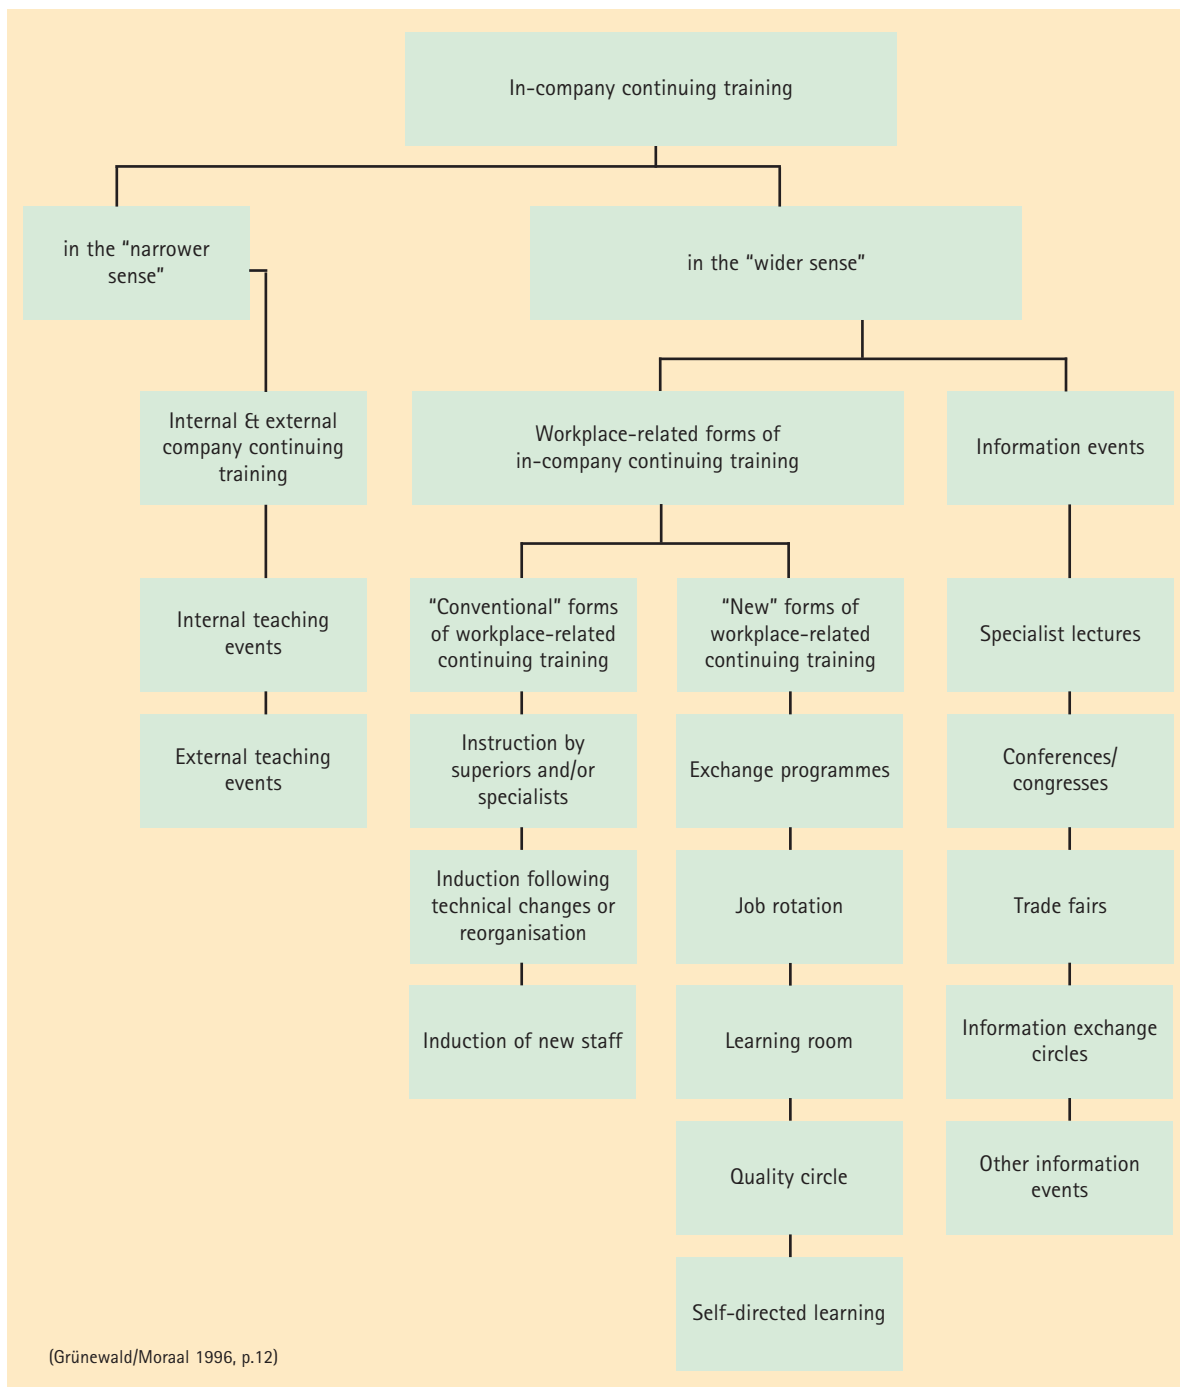 In-company continuing training
in the “narrower
sense”
in the “wider sense”
Internal & external
company continuing
training
Workplace-related forms of
in-company continuing training
Information events
Internal teaching
events
“Conventional” forms
of workplace-related
continuing training
“New” forms of
workplace-related
continuing training
Specialist lectures
External teaching
events
Instruction by
superiors and/or
specialists
Exchange programmes
Conferences/
congresses
Induction following
technical changes or
reorganisation
Job rotation
Trade fairs
Induction of new staff
Learning room
Information exchange
circles
Quality circle
Other information
events
Self-directed learning
(Grünewald/Moraal 1996, p.12)